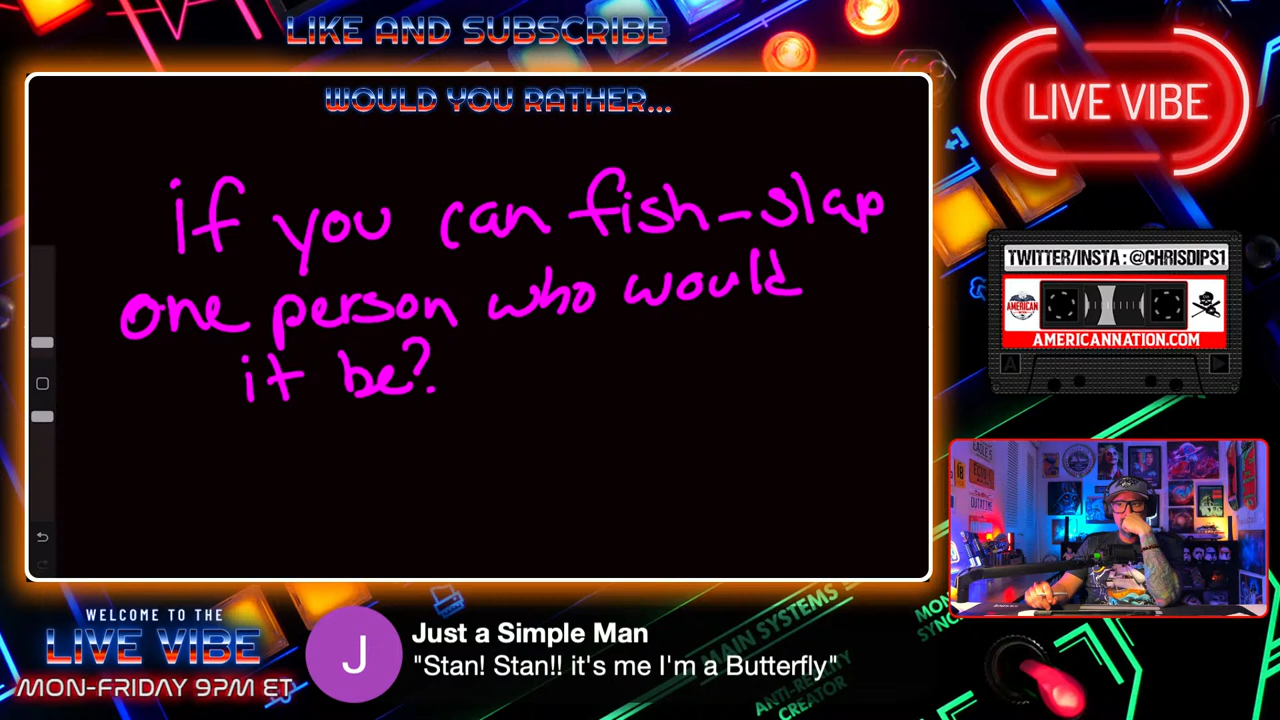 LIKE AND SUBSCRIBE
WOULD YOU RATHER...
if you can fish-slap
one person who would
it be?
LIVE VIBE
TWITTER/INSTA : @CHRISDIPS1
AMERICAN
AMERICANNATION.COM
A
OUTATIME
WELCOME TO THE
LIVE VIBE
MON-FRIDAY 9PM ET
J
Just a Simple Man
"Stan! Stan!! it's me I'm a Butterfly"
MAIN SYSTEMS
CREATOR